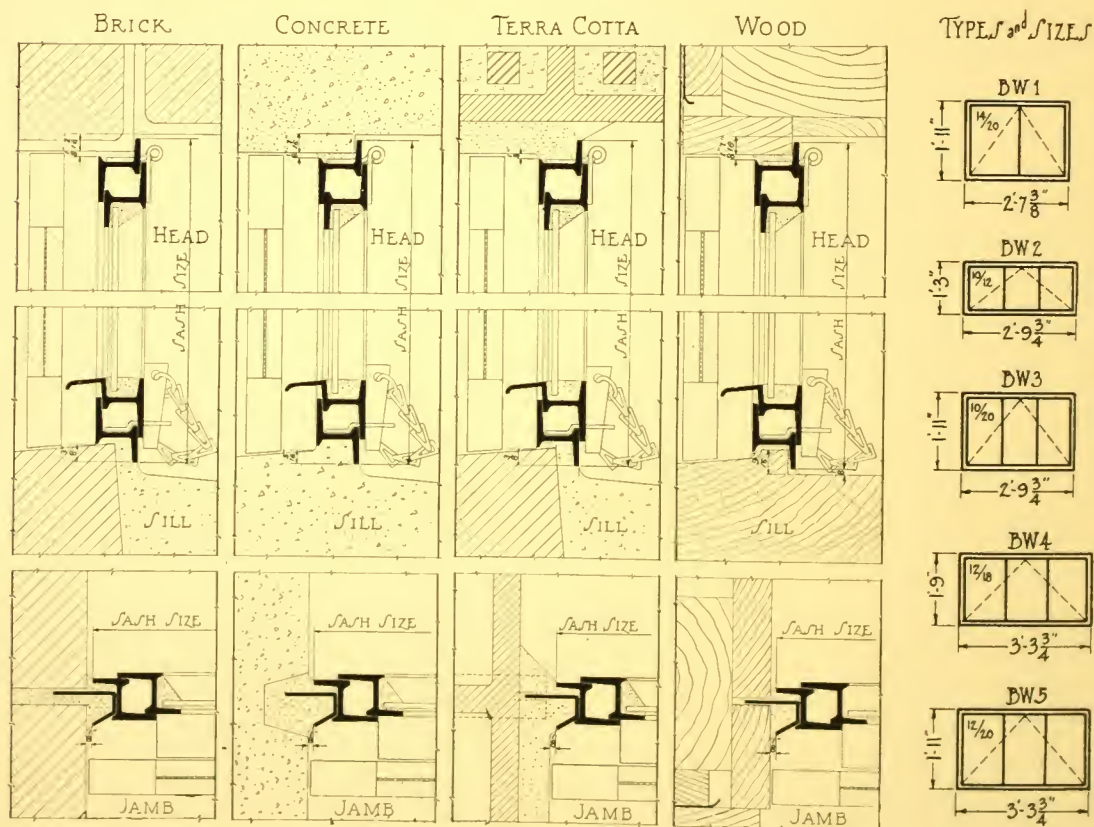 BRICK
CONCRETE
TERRA COTTA
WOOD
TYPES and SIZES
HEAD
SIZE
SASH
HEAD
SIZE
SASH
HEAD
SIZE
SASH
HEAD
SIZE
SASH
SILL
SILL
SILL
SILL
SASH SIZE
SASH SIZE
SASH SIZE
SASH SIZE
JAMB
JAMB
JAMB
JAMB
BW1
14/20
1'-11"
2'-7 3/8"
BW2
10/12
1'-3"
2'-9 3/4"
BW3
10/20
1'-11"
2'-9 3/4"
BW4
12/18
1'-9"
3'-3 3/4"
BW5
12/20
1'-11"
3'-3 3/4"